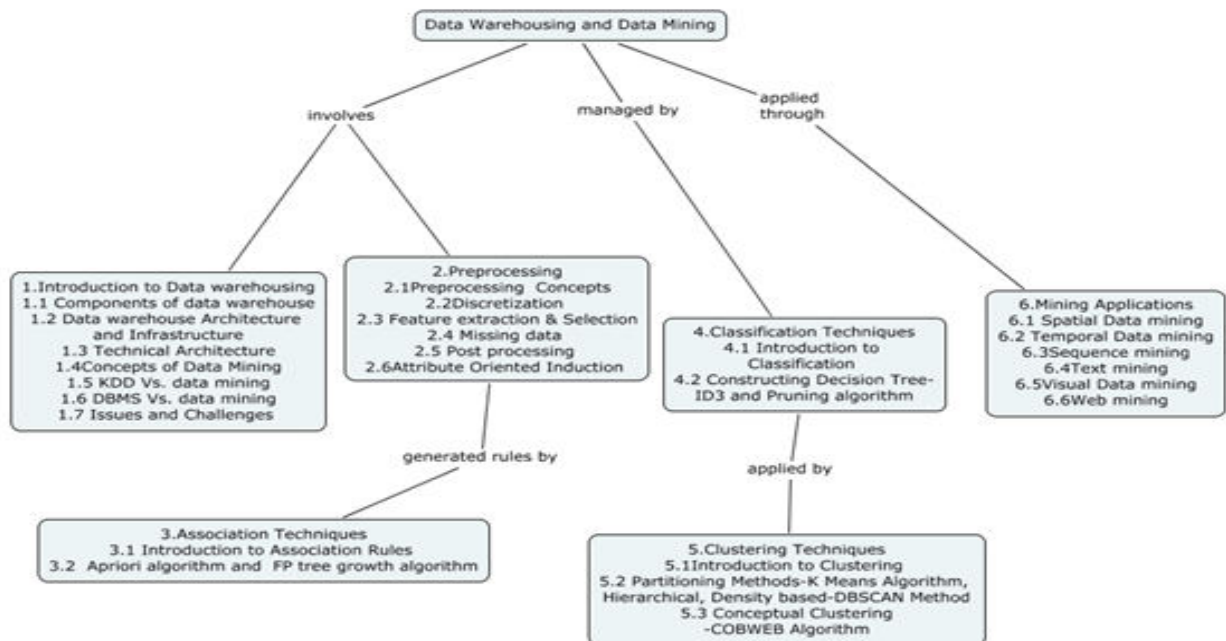 Data Warehousing and Data Mining
involves
managed by
applied
through
1.Introduction to Data warehousing
1.1 Components of data warehouse
1.2 Data warehouse Architecture
and Infrastructure
1.3 Technical Architecture
1.4Concepts of Data Mining
1.5 KDD Vs. data mining
1.6 DBMS Vs. data mining
1.7 Issues and Challenges
2.Preprocessing
2.1Preprocessing Concepts
2.2Discretization
2.3 Feature extraction & Selection
2.4 Missing data
2.5 Post processing
2.6Attribute Oriented Induction
4.Classification Techniques
4.1 Introduction to
Classification
4.2 Constructing Decision Tree-
ID3 and Pruning algorithm
6.Mining Applications
6.1 Spatial Data mining
6.2 Temporal Data mining
6.3Sequence mining
6.4Text mining
6.5Visual Data mining
6.6Web mining
generated rules by
applied by
3.Association Techniques
3.1 Introduction to Association Rules
3.2 Apriori algorithm and FP tree growth algorithm
5.Clustering Techniques
5.1Introduction to Clustering
5.2 Partitioning Methods-K Means Algorithm,
Hierarchical, Density based-DBSCAN Method
5.3 Conceptual Clustering
-COBWEB Algorithm